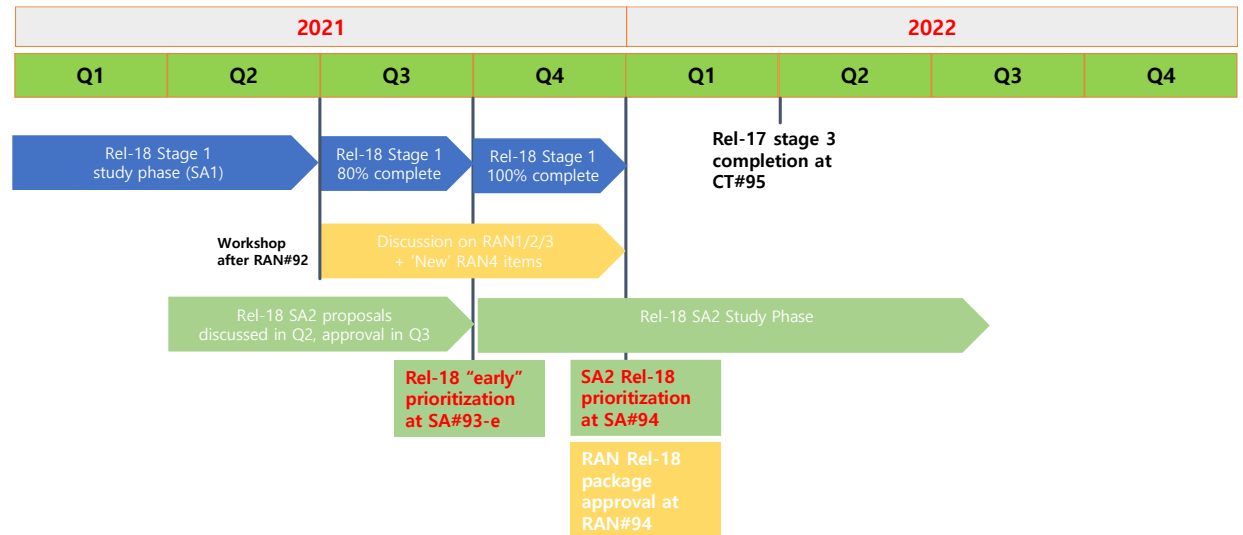 2021
2022
Q1
Q2
Q3
Q4
Q1
Q2
Q3
Q4
Rel-18 Stage 1
study phase (SA1)
Rel-18 Stage 1
80% complete
Rel-18 Stage 1
100% complete
Rel-17 stage 3
completion at
CT#95
Workshop
after RAN#92
Discussion on RAN1/2/3
+ ‘New’ RAN4 items
Rel-18 SA2 proposals
discussed in Q2, approval in Q3
Rel-18 SA2 Study Phase
Rel-18 “early”
prioritization
at SA#93-e
SA2 Rel-18
prioritization
at SA#94
RAN Rel-18
package
approval at
RAN#94